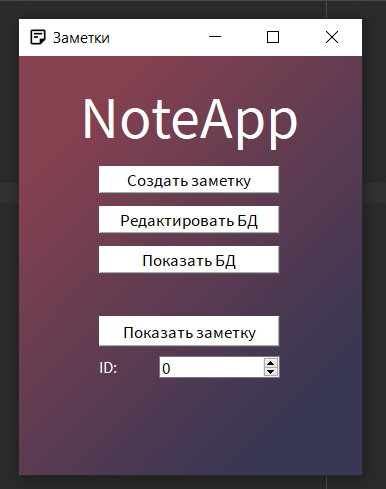 Заметки
NoteApp
Создать заметку
Редактировать БД
Показать БД
Показать заметку
ID: 0